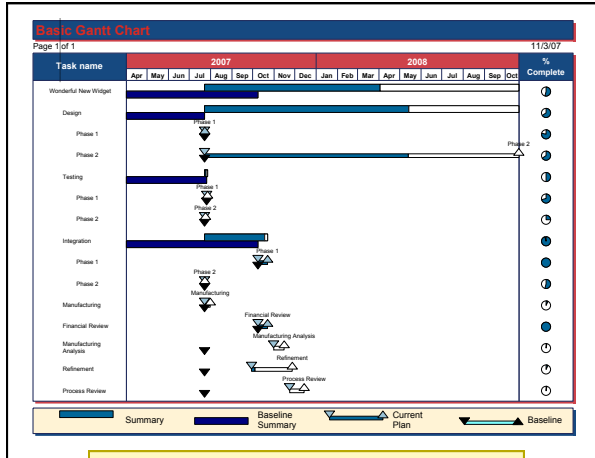 Basic Gantt Chart
Page 1 of 1 11/3/07
Task name 2007 2008 % Complete
Apr May Jun Jul Aug Sep Oct Nov Dec Jan Feb Mar Apr May Jun Jul Aug Sep Oct
Wonderful New Widget
Design
Phase 1
Phase 1
Phase 2
Phase 2
Testing
Phase 1
Phase 1
Phase 2
Phase 2
Integration
Phase 1
Phase 1
Phase 2
Phase 2
Manufacturing
Manufacturing
Financial Review
Financial Review
Manufacturing Analysis
Manufacturing
Analysis
Refinement
Refinement
Process Review
Process Review
Summary
Baseline
Summary
Current
Plan
Baseline